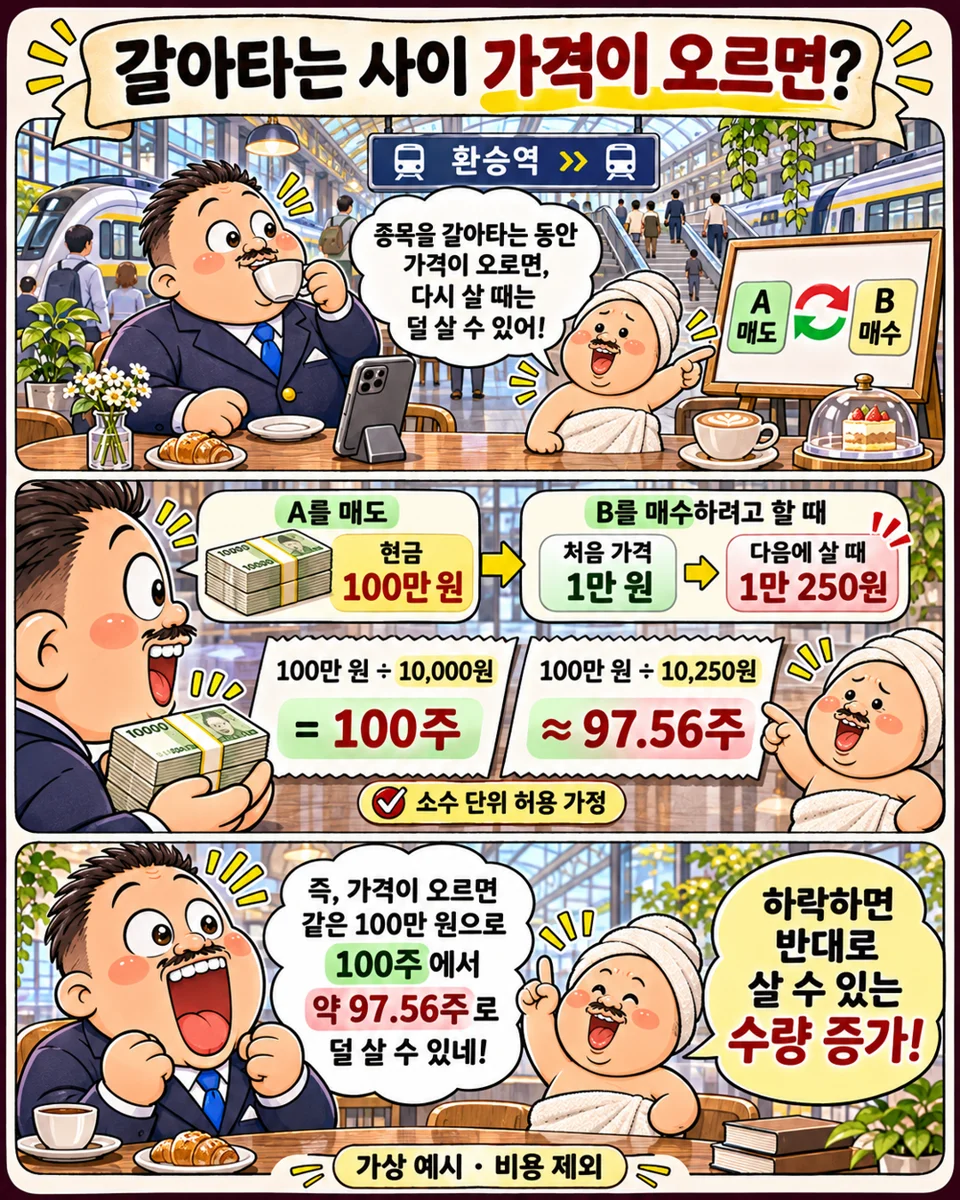 갈아타는 사이 가격이 오르면?
환승역 »
종목을 갈아타는 동안
가격이 오로면,
다시 살 때는
덜 살 수 있어!
A
매도
B
매수
A를 매도
10000
10000
현금
100만 원
B를 매수하려고 할 때
처음 가격
1만 원
다음에 살 때
1만 250원
100만 원 ÷ 10,000원
= 100주
100만 원 ÷ 10,250원
≈ 97.56주
10000
소수 단위 허용 가정
즉, 가격이 오르면
같은 100만 원으로
100주에서
약 97.56주로
덜 살 수 있네!
하락하면
반대로
살 수 있는
수량 증가!
가상 예시 · 비용 제외